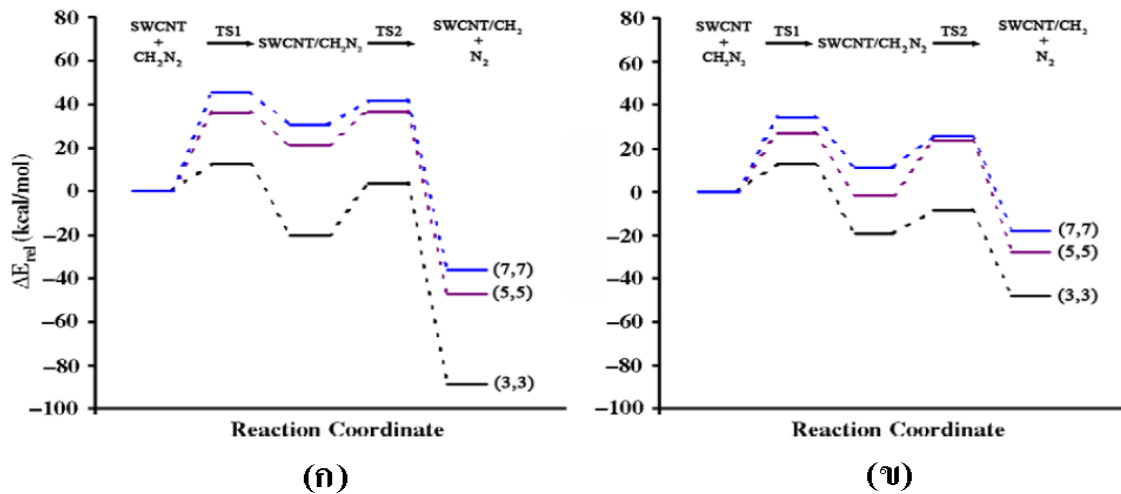 SWCNT
+
CH₂N₂
TS1
SWCNT/CH₂N₂
TS2
SWCNT/CH₂
+
N₂
80
60
40
20
0
−20
−40
−60
−80
−100
ΔE_rel (kcal/mol)
(7,7)
(5,5)
(3,3)
Reaction Coordinate
(ก)
SWCNT
+
CH₂N₂
TS1
SWCNT/CH₂N₂
TS2
SWCNT/CH₂
+
N₂
80
60
40
20
0
−20
−40
−60
−80
−100
(7,7)
(5,5)
(3,3)
Reaction Coordinate
(ข)